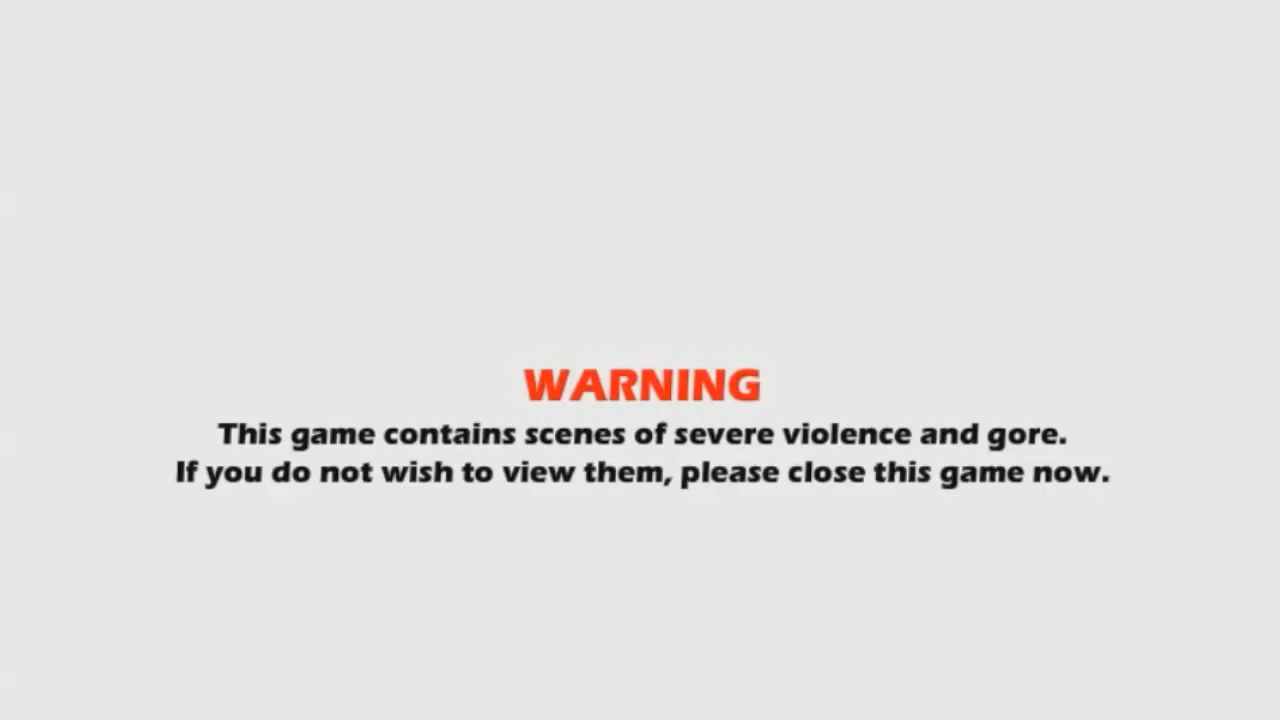 WARNING
This game contains scenes of severe violence and gore.
If you do not wish to view them, please close this game now.